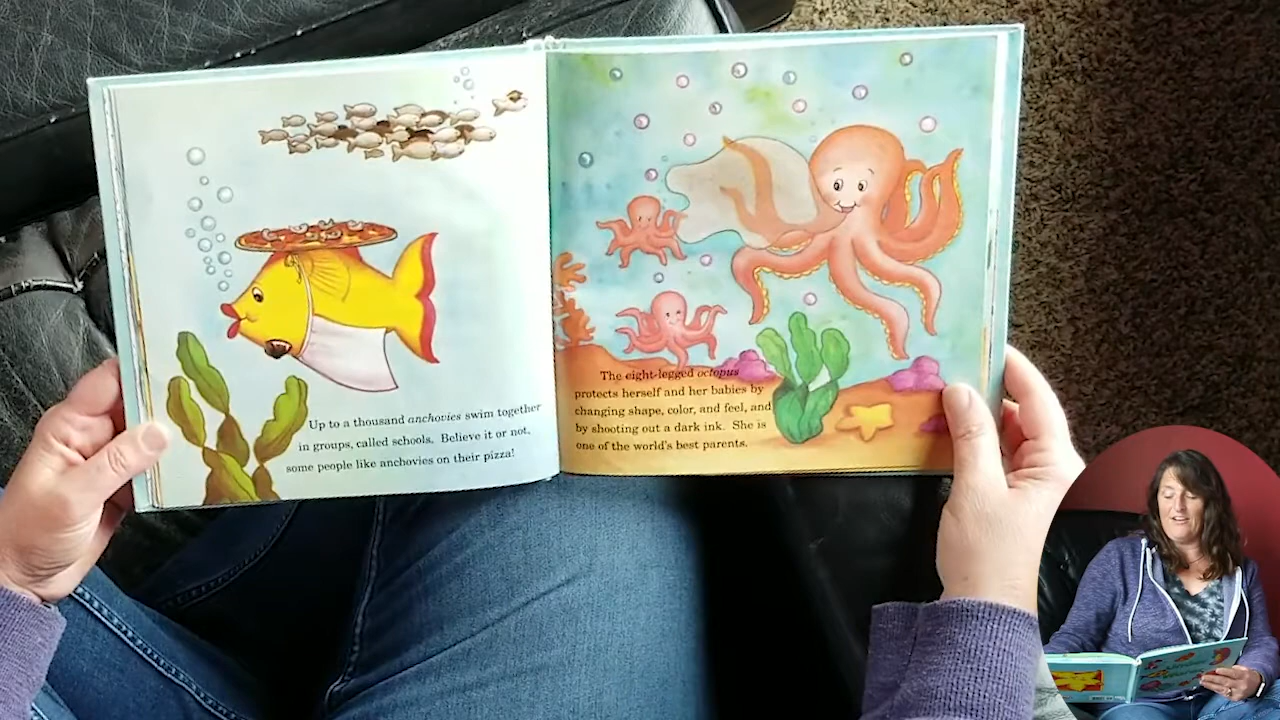 Up to a thousand anchovies swim together
in groups, called schools. Believe it or not,
some people like anchovies on their pizza!
The eight-legged octopus
protects herself and her babies by
changing shape, color, and feel, and
by shooting out a dark ink. She is
one of the world's best parents.